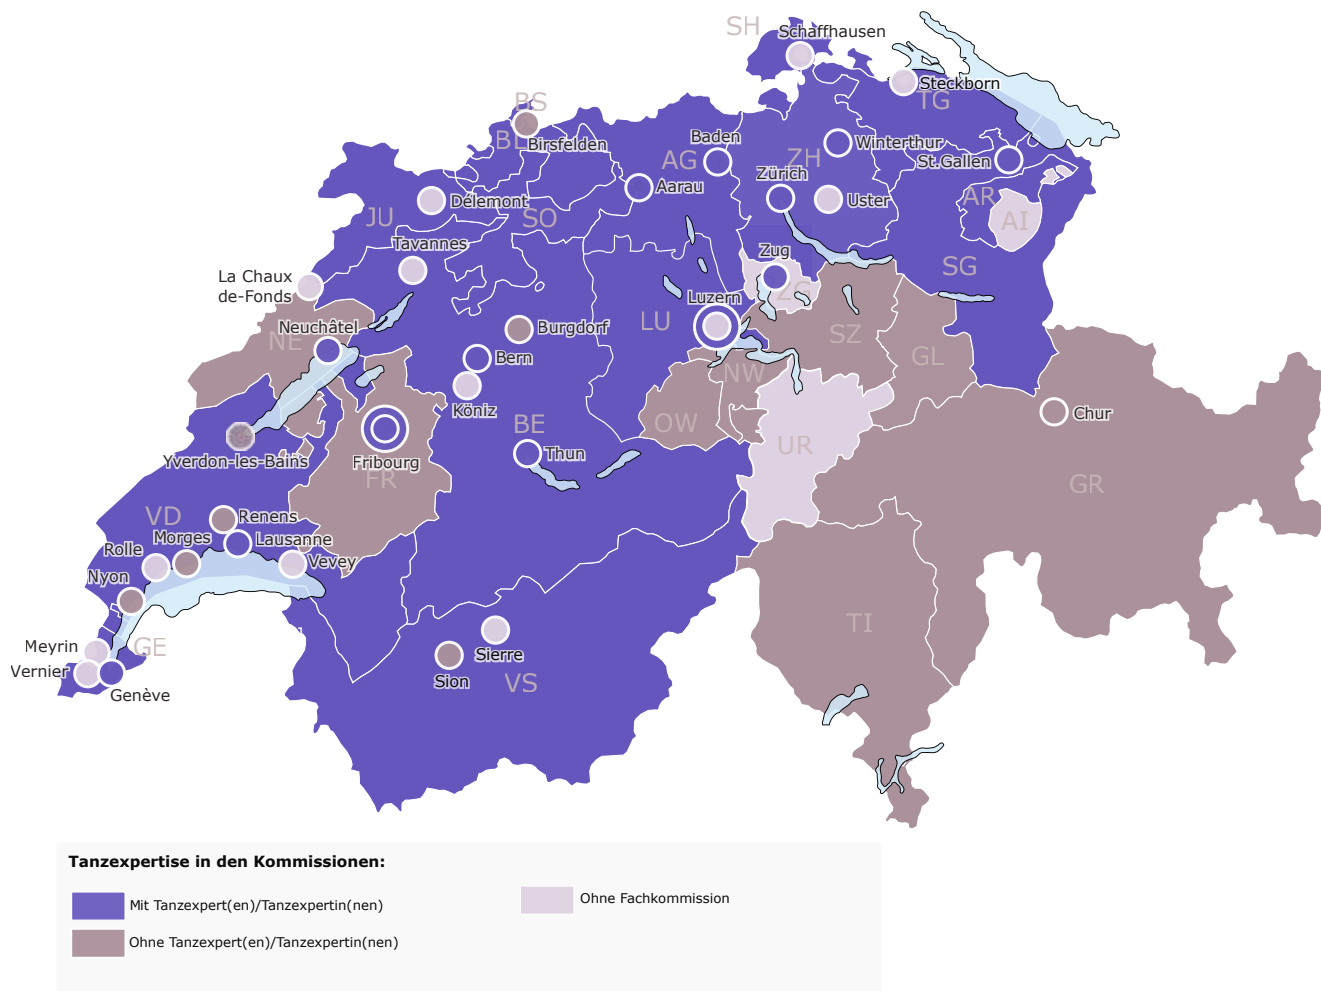 SH
Schaffhausen
Steckborn
TG
BS
BL
Birsfelden
Baden
AG
ZH
Winterthur
St.Gallen
Zürich
Aarau
Uster
AR
AI
Délemont
JU
SO
Tavannes
Zug
SG
La Chaux
de-Fonds
ZG
Luzern
Neuchâtel
NE
Burgdorf
LU
SZ
Bern
GL
NW
Köniz
BE
OW
Chur
UR
Thun
Yverdon-les-Bains
Fribourg
FR
GR
VD
Renens
Morges
Lausanne
Rolle
Vevey
Nyon
TI
Meyrin
GE
Sierre
Vernier
Sion
VS
Genève
Tanzexpertise in den Kommissionen:
Mit Tanzexpert(en)/Tanzexpertin(nen)
Ohne Fachkommission
Ohne Tanzexpert(en)/Tanzexpertin(nen)